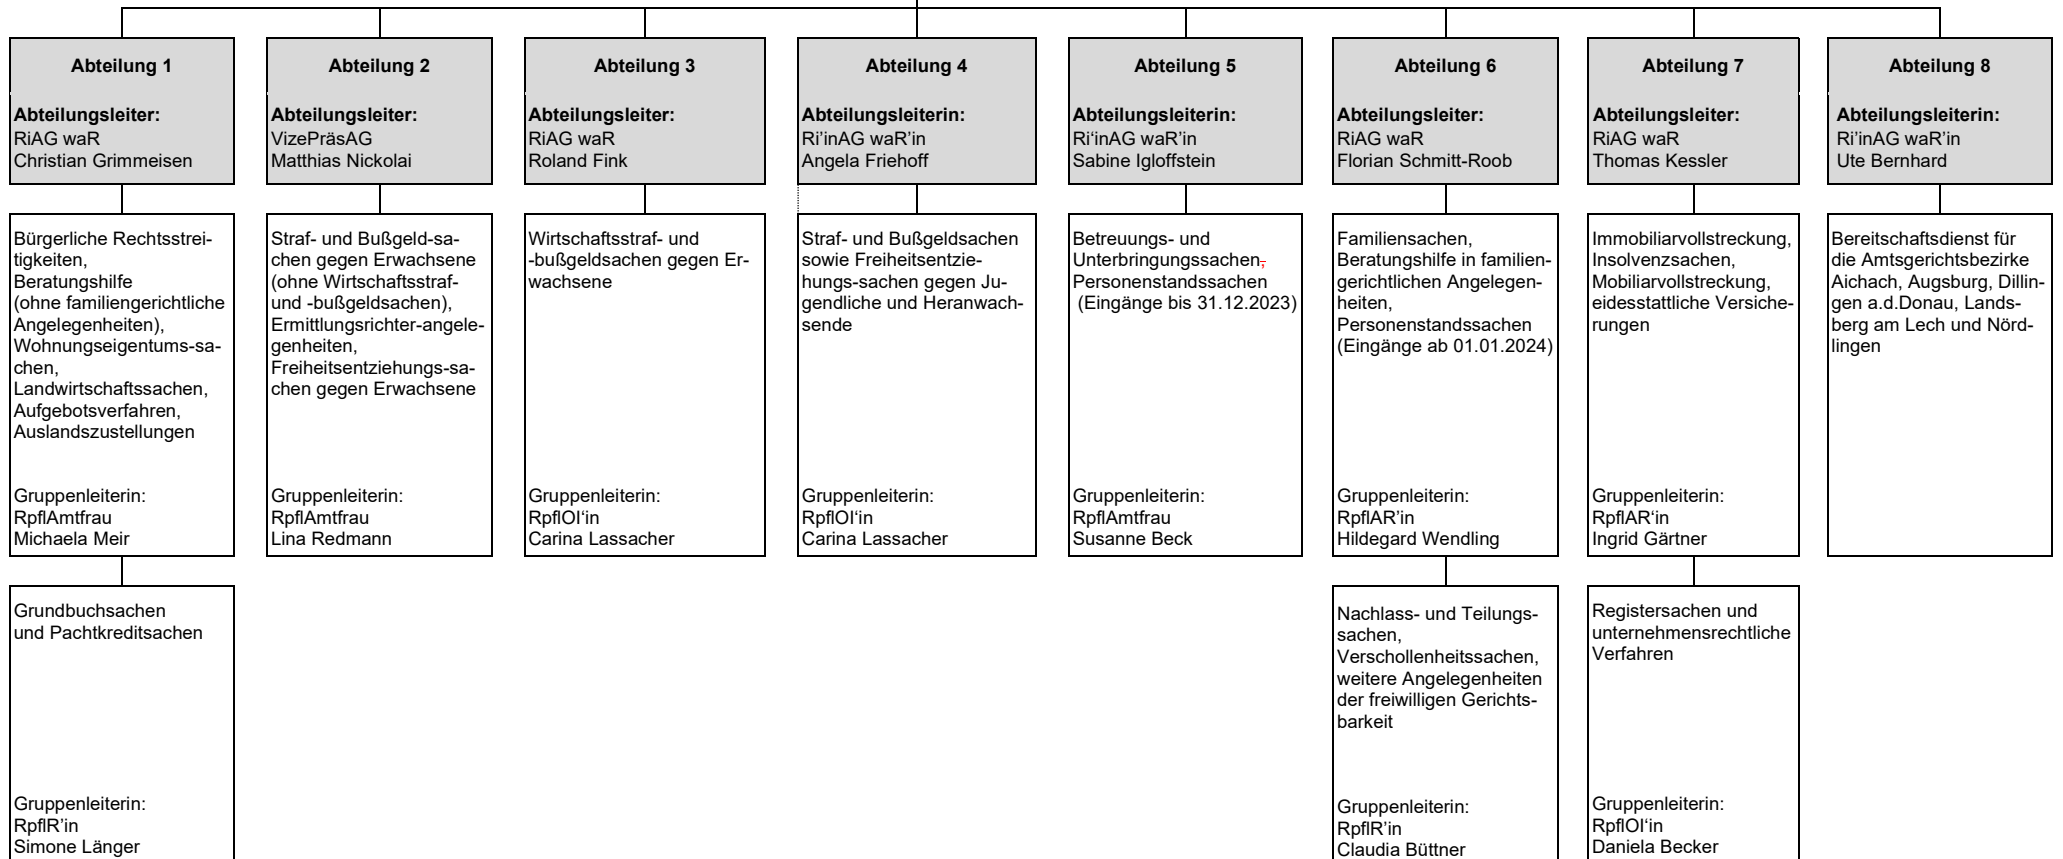 Abteilung 1
Abteilungsleiter:
RiAG waR
Christian Grimmeisen
Abteilung 2
Abteilungsleiter:
VizePräsAG
Matthias Nickolai
Abteilung 3
Abteilungsleiter:
RiAG waR
Roland Fink
Abteilung 4
Abteilungsleiterin:
Ri’inAG waR’in
Angela Friehoff
Abteilung 5
Abteilungsleiterin:
Ri‘inAG waR’in
Sabine Igloffstein
Abteilung 6
Abteilungsleiter:
RiAG waR
Florian Schmitt-Roob
Abteilung 7
Abteilungsleiter:
RiAG waR
Thomas Kessler
Abteilung 8
Abteilungsleiterin:
Ri’inAG waR’in
Ute Bernhard
Bürgerliche Rechtsstrei-
tigkeiten,
Beratungshilfe
(ohne familiengerichtliche
Angelegenheiten),
Wohnungseigentums-sa-
chen,
Landwirtschaftssachen,
Aufgebotsverfahren,
Auslandszustellungen
Gruppenleiterin:
RpflAmtfrau
Michaela Meir
Straf- und Bußgeld-sa-
chen gegen Erwachsene
(ohne Wirtschaftsstraf-
und -bußgeldsachen),
Ermittlungsrichter-angele-
genheiten,
Freiheitsentziehungs-sa-
chen gegen Erwachsene
Gruppenleiterin:
RpflAmtfrau
Lina Redmann
Wirtschaftsstraf- und
-bußgeldsachen gegen Er-
wachsene
Gruppenleiterin:
RpflOI‘in
Carina Lassacher
Straf- und Bußgeldsachen
sowie Freiheitsentzie-
hungs-sachen gegen Ju-
gendliche und Heranwach-
sende
Gruppenleiterin:
RpflOI‘in
Carina Lassacher
Betreuungs- und
Unterbringungssachen,
Personenstandssachen
(Eingänge bis 31.12.2023)
Gruppenleiterin:
RpflAmtfrau
Susanne Beck
Familiensachen,
Beratungshilfe in familien-
gerichtlichen Angelegen-
heiten,
Personenstandssachen
(Eingänge ab 01.01.2024)
Gruppenleiterin:
RpflAR’in
Hildegard Wendling
Immobiliarvollstreckung,
Insolvenzsachen,
Mobiliarvollstreckung,
eidesstattliche Versiche-
rungen
Gruppenleiterin:
RpflAR‘in
Ingrid Gärtner
Bereitschaftsdienst für
die Amtsgerichtsbezirke
Aichach, Augsburg, Dillin-
gen a.d.Donau, Lands-
berg am Lech und Nörd-
lingen
Grundbuchsachen
und Pachtkreditsachen
Gruppenleiterin:
RpflR’in
Simone Länger
Nachlass- und Teilungs-
sachen,
Verschollenheitssachen,
weitere Angelegenheiten
der freiwilligen Gerichts-
barkeit
Gruppenleiterin:
RpflR’in
Claudia Büttner
Registersachen und
unternehmensrechtliche
Verfahren
Gruppenleiterin:
RpflOI‘in
Daniela Becker